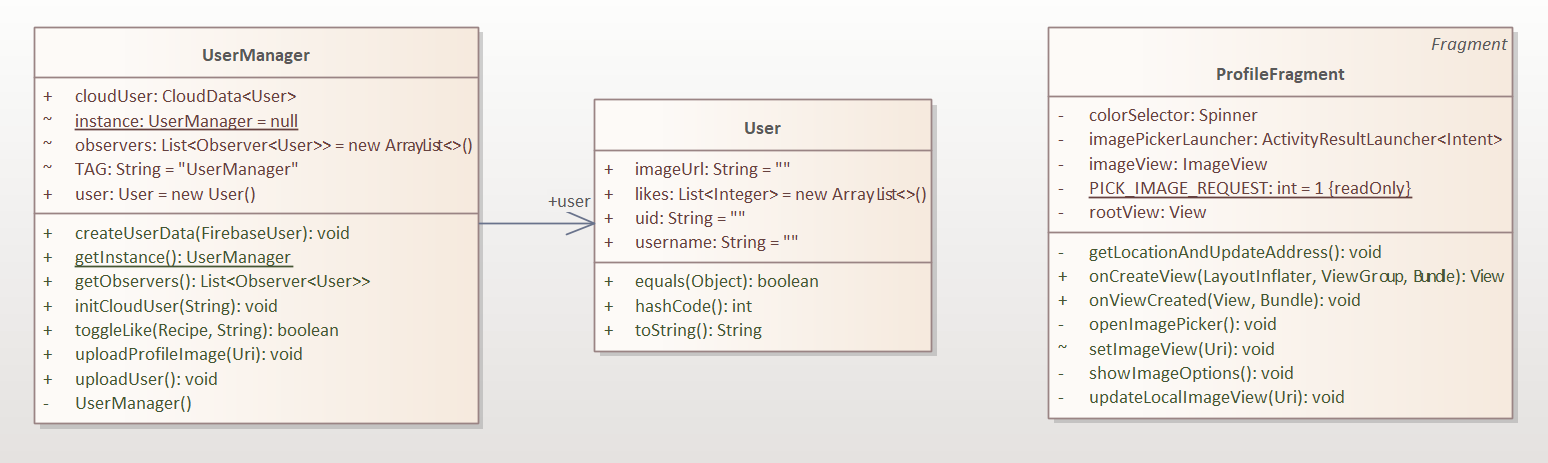 UserManager
+ cloudUser: CloudData<User>
~ instance: UserManager = null
~ observers: List<Observer<User>> = new ArrayList<>()
~ TAG: String = "UserManager"
+ user: User = new User()
+ createUserData(FirebaseUser): void
+ getInstance(): UserManager
+ getObservers(): List<Observer<User>>
+ initCloudUser(String): void
+ toggleLike(Recipe, String): boolean
+ uploadProfileImage(Uri): void
+ uploadUser(): void
- UserManager()
+user
User
+ imageUrl: String = ""
+ likes: List<Integer> = new ArrayList<>()
+ uid: String = ""
+ username: String = ""
+ equals(Object): boolean
+ hashCode(): int
+ toString(): String
Fragment
ProfileFragment
- colorSelector: Spinner
- imagePickerLauncher: ActivityResultLauncher<Intent>
- imageView: ImageView
- PICK_IMAGE_REQUEST: int = 1 {readOnly}
- rootView: View
- getLocationAndUpdateAddress(): void
+ onCreateView(LayoutInflater, ViewGroup, Bundle): View
+ onViewCreated(View, Bundle): void
- openImagePicker(): void
~ setImageView(Uri): void
- showImageOptions(): void
- updateLocalImageView(Uri): void